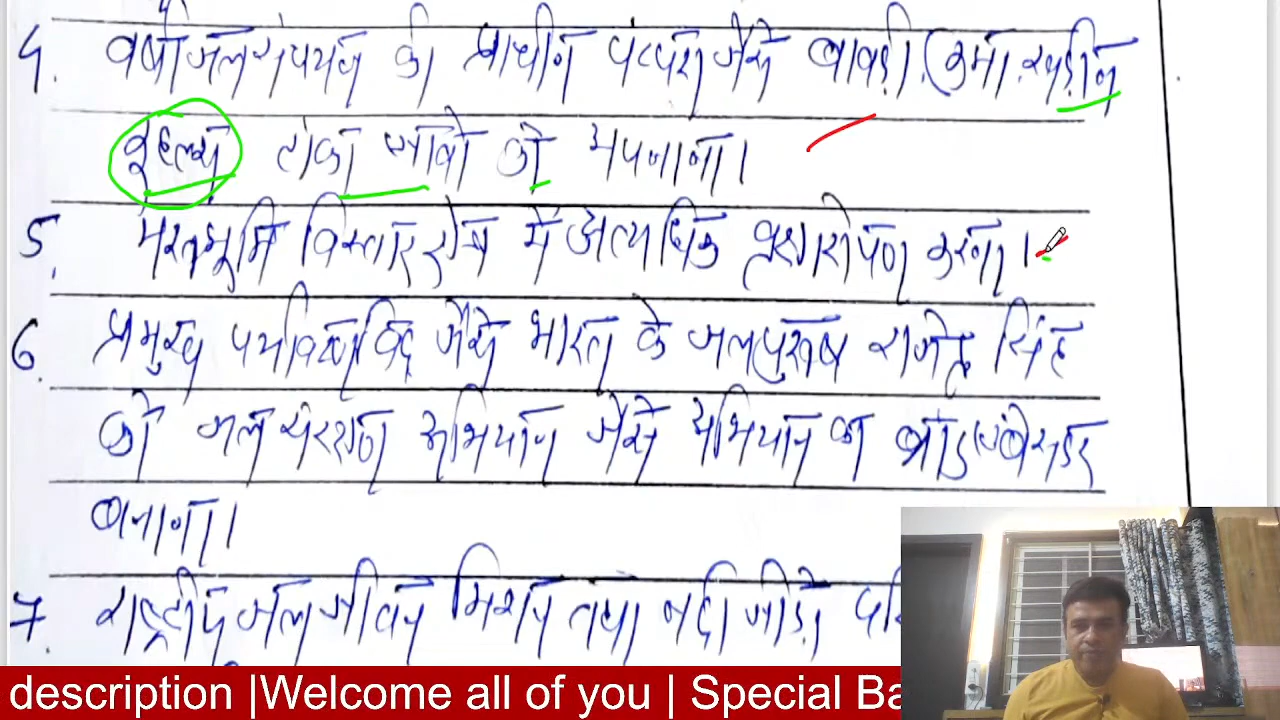 4. वर्षा जल संचयन की प्राचीन परंपरा जैसे बावड़ी, कुआं, खड़ीन
टांका आदि को अपनाना।
5. मरुभूमि विस्तार क्षेत्र में अत्यधिक वृक्षारोपण करना।
6. प्रमुख पर्यावरणविद् जैसे भारत के जलपुरुष राजेन्द्र सिंह
को जल संरक्षण अभियान जैसे अभियान का ब्रांड एंबेसडर
बनाना।
7. राष्ट्रीय जल जीवन मिशन तथा नदी जोड़ो
description |Welcome all of you | Special Ba